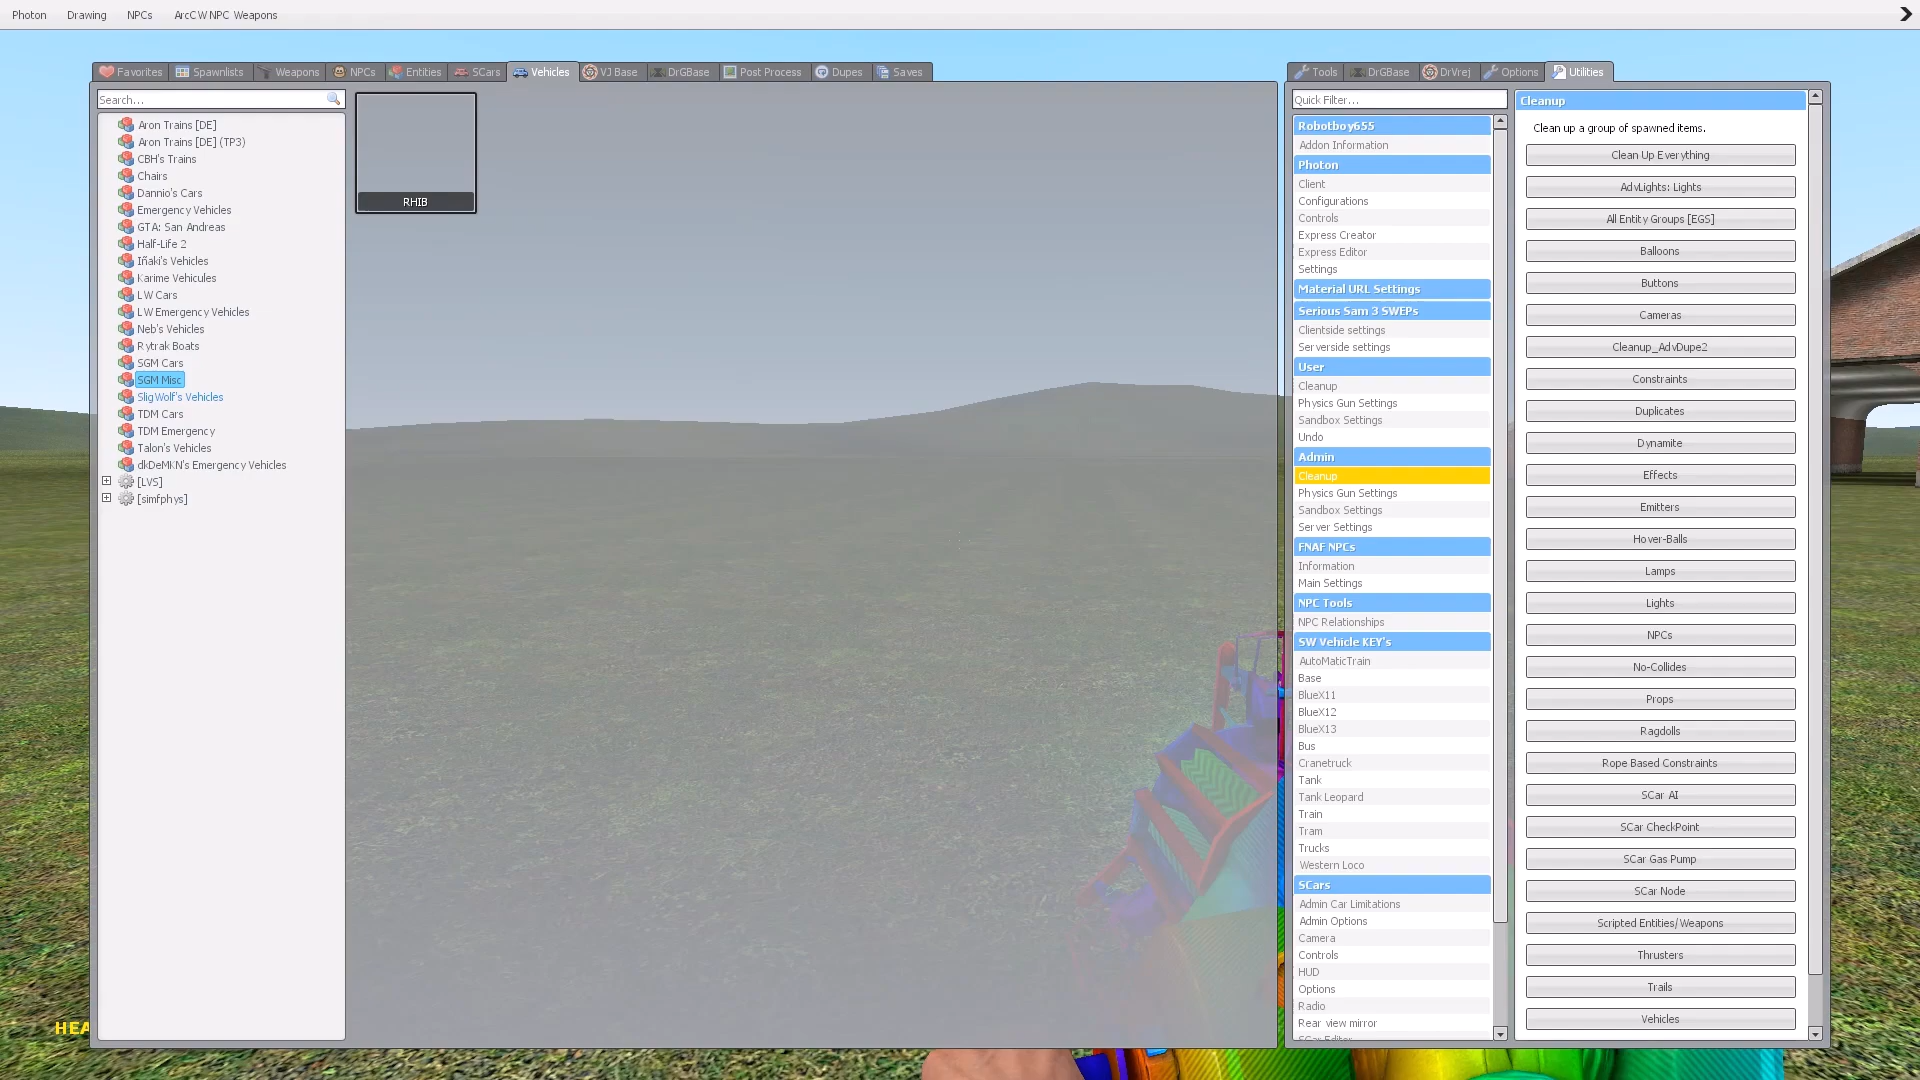 Photon Drawing NPCs ArcCW NPC Weapons
Favorites Spawnlists Weapons NPCs Entities SCars Vehicles VJ Base DrGBase Post Process Dupes Saves
Search...
Aron Trains [DE]
Aron Trains [DE] (TP3)
CBH's Trains
Chairs
Dannio's Cars
Emergency Vehicles
GTA: San Andreas
Half-Life 2
Iñaki's Vehicles
Karime Vehicules
LW Cars
LW Emergency Vehicles
Neb's Vehicles
Rytrak Boats
SGM Cars
SGM Misc
SligWolf's Vehicles
TDM Cars
TDM Emergency
Talon's Vehicles
dkDeMKN's Emergency Vehicles
[LVS]
[simfphys]
RHIB
HEA
Tools DrGBase DrVrej Options Utilities
Quick Filter...
Robotboy655
Addon Information
Photon
Client
Configurations
Controls
Express Creator
Express Editor
Settings
Material URL Settings
Serious Sam 3 SWEPs
Clientside settings
Serverside settings
User
Cleanup
Physics Gun Settings
Sandbox Settings
Undo
Admin
Cleanup
Physics Gun Settings
Sandbox Settings
Server Settings
FNAF NPCs
Information
Main Settings
NPC Tools
NPC Relationships
SW Vehicle KEY's
AutoMaticTrain
Base
BlueX11
BlueX12
BlueX13
Bus
Cranetruck
Tank
Tank Leopard
Train
Tram
Trucks
Western Loco
SCars
Admin Car Limitations
Admin Options
Camera
Controls
HUD
Options
Radio
Rear view mirror
SCar Editor
Cleanup
Clean up a group of spawned items.
Clean Up Everything
AdvLights: Lights
All Entity Groups [EGS]
Balloons
Buttons
Cameras
Cleanup_AdvDupe2
Constraints
Duplicates
Dynamite
Effects
Emitters
Hover-Balls
Lamps
Lights
NPCs
No-Collides
Props
Ragdolls
Rope Based Constraints
SCar AI
SCar CheckPoint
SCar Gas Pump
SCar Node
Scripted Entities/Weapons
Thrusters
Trails
Vehicles